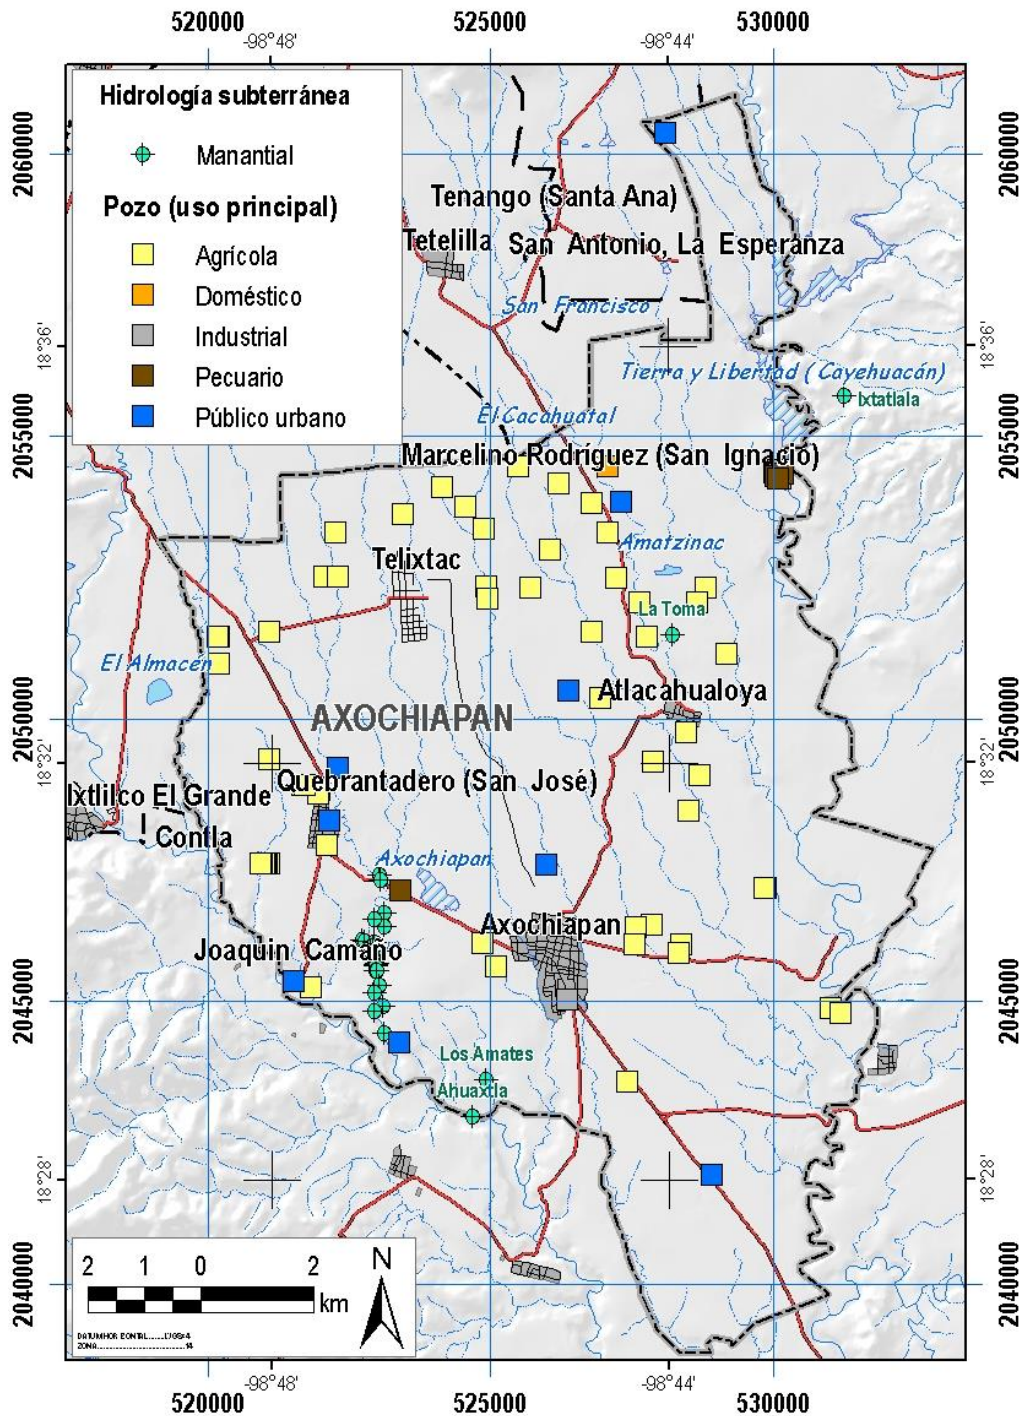 520000
525000
530000
-98°48'
-98°44'
Hidrología subterránea
Manantial
Pozo (uso principal)
Agrícola
Doméstico
Industrial
Pecuario
Público urbano
2060000
2060000
Tenango (Santa Ana)
Tetelilla
San Antonio, La Esperanza
San Francisco
18°36'
18°36'
Tierra y Libertad (Cayehuacán)
Ixtatlala
El Cacahuatal
2055000
2055000
Marcelino Rodríguez (San Ignacio)
Amatzinac
Telixtac
La Toma
El Almacén
Atlacahualoya
AXOCHIAPAN
2050000
2050000
18°32'
18°32'
Quebrantadero (San José)
Ixtlilco El Grande
Contla
Axochiapan
Axochiapan
Joaquin Camaño
2045000
2045000
Los Amates
Ahuaxtla
18°28'
18°28'
2040000
2040000
2 1 0 2
km
N
-98°48'
-98°44'
520000
525000
530000